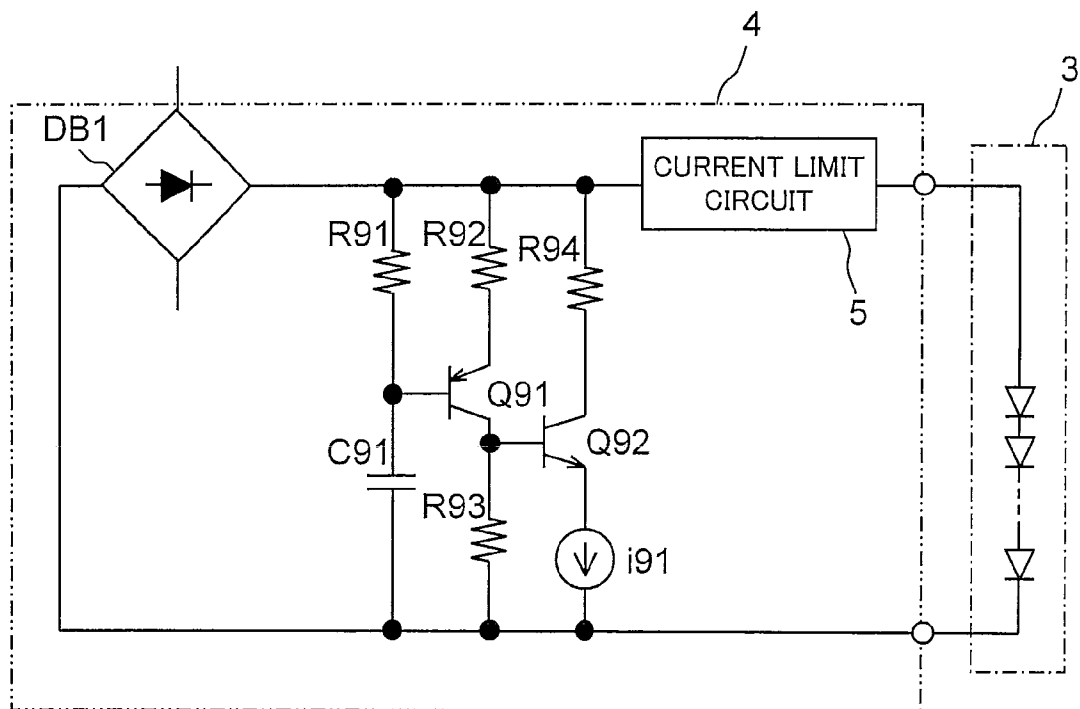 4
3
DB1
CURRENT LIMIT
CIRCUIT
R91
R92
R94
5
Q91
Q92
C91
R93
i91